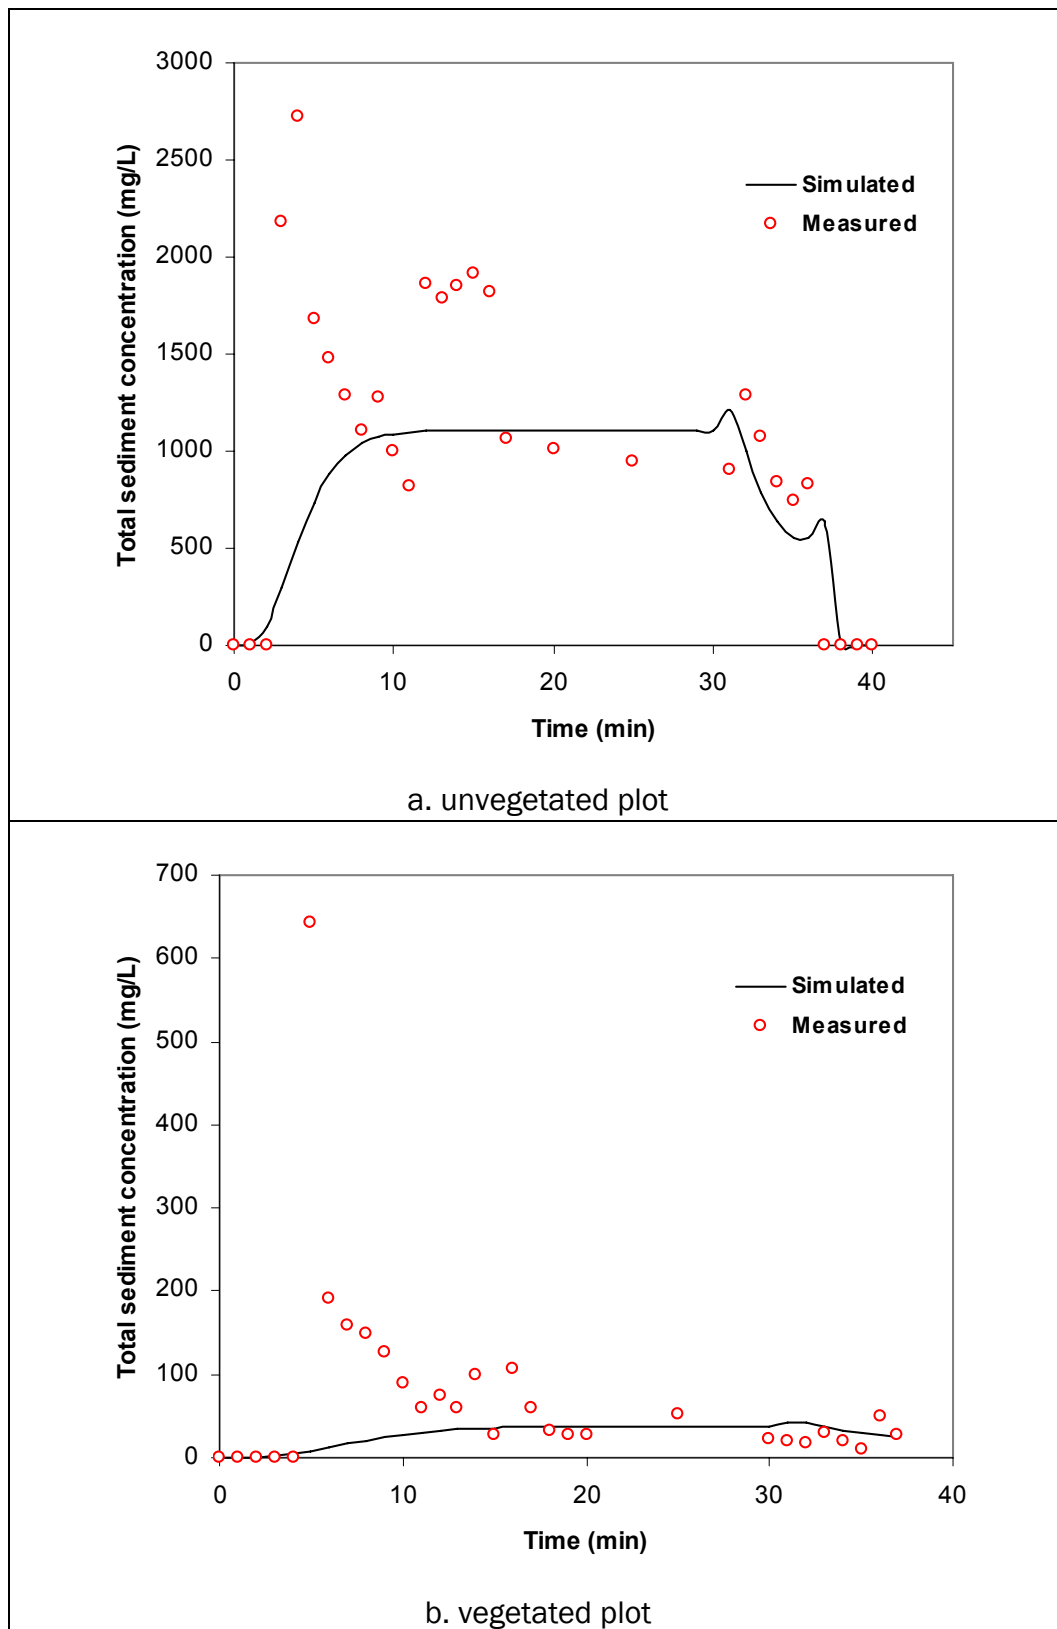 3000
2500
2000
1500
1000
500
0
Total sediment concentration (mg/L)
Simulated
Measured
0 10 20 30 40
Time (min)
a. unvegetated plot
700
600
500
400
300
200
100
0
Total sediment concentration (mg/L)
Simulated
Measured
0 10 20 30 40
Time (min)
b. vegetated plot